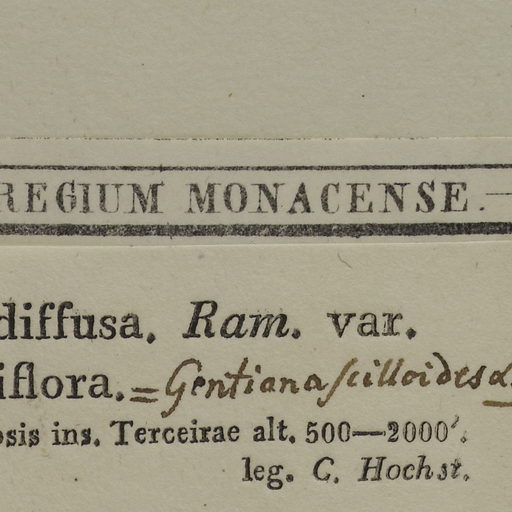 REGIUM MONACENSE.
diffusa. Ram. var.
iflora. = Gentiana scilloides α.
osis ins. Terceirae alt. 500—2000'.
leg. C. Hochst.